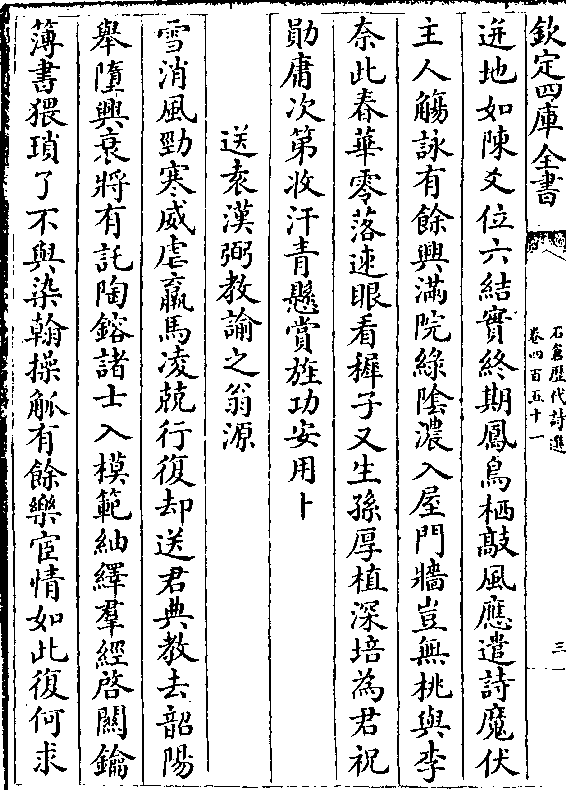 欽定四庫全書
石倉歷代詩選
卷四百五十一
三
迸地如陳爻位六結實終期鳳鳥栖敲風應遣詩魔伏
主人觴詠有餘興滿院綠陰濃入屋門牆豈無桃與李
奈此春華零落速眼看穉子又生孫厚植深培為君祝
勛庸次第收汗青懸賞旌功安用卜
送袁漢弼教諭之翁源
雪消風勁寒威虐羸馬凌兢行復却送君典教去韶陽
舉墮興衰將有託陶鎔諸士入模範紬繹羣經啓關鑰
薄書猥瑣了不與染翰操觚有餘樂宦情如此復何求